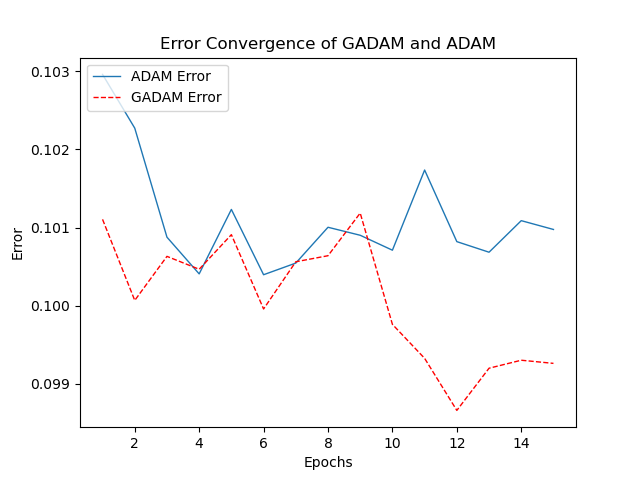 Error Convergence of GADAM and ADAM
ADAM Error
GADAM Error
Error
0.103
0.102
0.101
0.100
0.099
2 4 6 8 10 12 14
Epochs